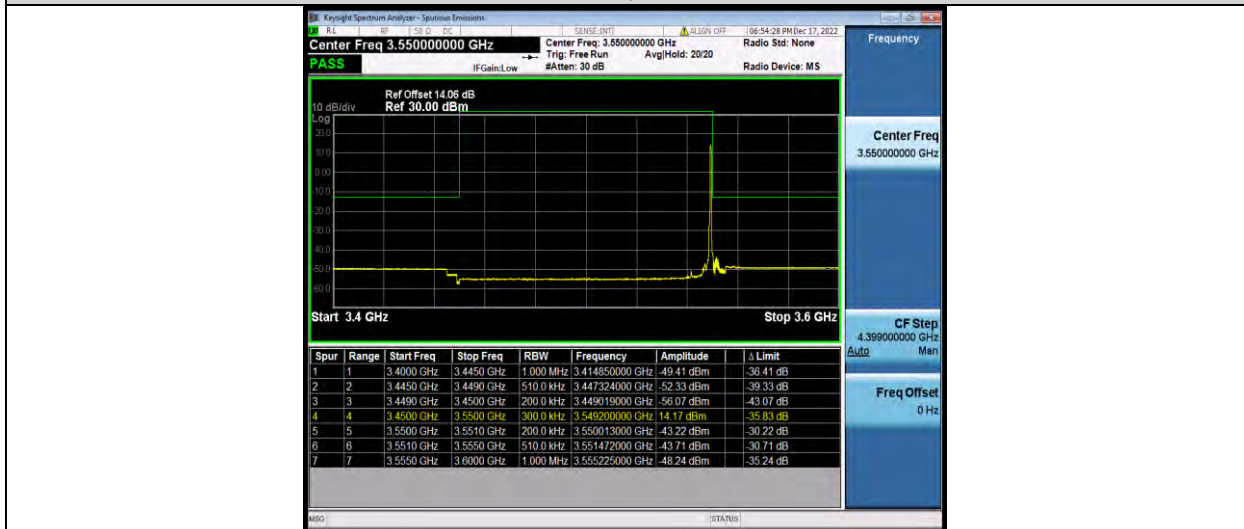 Keysight Spectrum Analyzer - Spurious Emissions
RL RF 50 Ω DC SENSE:INT ALIGN OFF 06:54:28 PM Dec 17, 2022
Center Freq 3.550000000 GHz
Center Freq: 3.550000000 GHz
Radio Std: None
Trig: Free Run Avg|Hold: 20/20
PASS
IFGain:Low
#Atten: 30 dB
Radio Device: MS
Ref Offset 14.06 dB
10 dB/div Ref 30.00 dBm
Log
20.0
10.0
0.00
-10.0
-20.0
-30.0
-40.0
-50.0
-60.0
Start 3.4 GHz Stop 3.6 GHz
Spur Range Start Freq Stop Freq RBW Frequency Amplitude Δ Limit
1 1 3.4000 GHz 3.4450 GHz 1.000 MHz 3.414850000 GHz -49.41 dBm -36.41 dB
2 2 3.4450 GHz 3.4490 GHz 510.0 kHz 3.447324000 GHz -52.33 dBm -39.33 dB
3 3 3.4490 GHz 3.4500 GHz 200.0 kHz 3.449019000 GHz -56.07 dBm -43.07 dB
4 4 3.4500 GHz 3.5500 GHz 300.0 kHz 3.549200000 GHz 14.17 dBm -35.83 dB
5 5 3.5500 GHz 3.5510 GHz 200.0 kHz 3.550013000 GHz -43.22 dBm -30.22 dB
6 6 3.5510 GHz 3.5550 GHz 510.0 kHz 3.551472000 GHz -43.71 dBm -30.71 dB
7 7 3.5550 GHz 3.6000 GHz 1.000 MHz 3.555225000 GHz -48.24 dBm -35.24 dB
MSG STATUS
Frequency
Center Freq
3.550000000 GHz
CF Step
4.399000000 GHz
Auto Man
Freq Offset
0 Hz